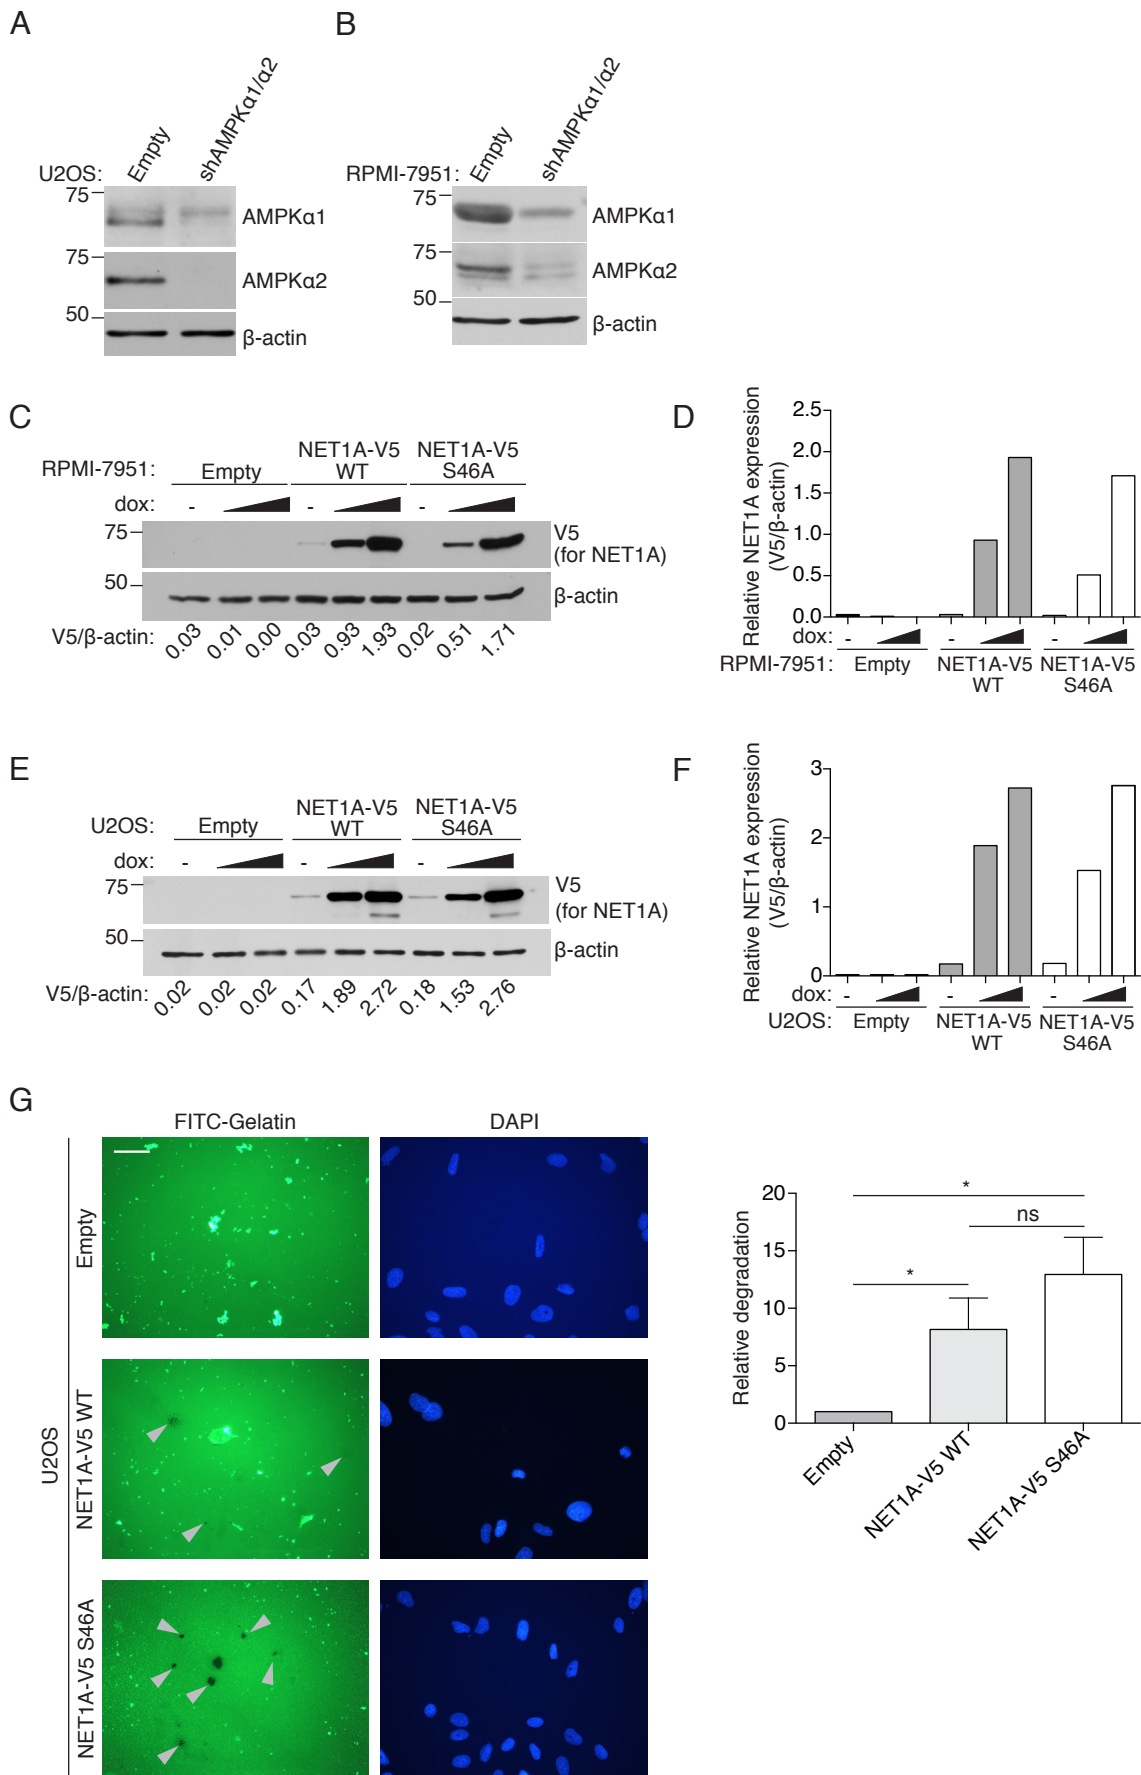 A
U2OS:
Empty
shAMPKα1/α2
75
AMPKα1
75
AMPKα2
50
β-actin
B
RPMI-7951:
Empty
shAMPKα1/α2
75
AMPKα1
75
AMPKα2
50
β-actin
C
RPMI-7951:
Empty
NET1A-V5
WT
NET1A-V5
S46A
dox:
- - -
75
V5
(for NET1A)
50
β-actin
V5/β-actin:
0.03 0.01 0.00 0.03 0.93 1.93 0.02 0.51 1.71
D
Relative NET1A expression
(V5/β-actin)
2.5
2.0
1.5
1.0
0.5
0.0
dox: - - -
RPMI-7951:
Empty
NET1A-V5
WT
NET1A-V5
S46A
E
U2OS:
Empty
NET1A-V5
WT
NET1A-V5
S46A
dox:
- - -
75
V5
(for NET1A)
50
β-actin
V5/β-actin:
0.02 0.02 0.02 0.17 1.89 2.72 0.18 1.53 2.76
F
Relative NET1A expression
(V5/β-actin)
3
2
1
0
dox: - - -
U2OS:
Empty
NET1A-V5
WT
NET1A-V5
S46A
G
FITC-Gelatin
DAPI
U2OS
Empty
NET1A-V5 WT
NET1A-V5 S46A
Relative degradation
20
15
10
5
0
*
ns
*
Empty
NET1A-V5 WT
NET1A-V5 S46A